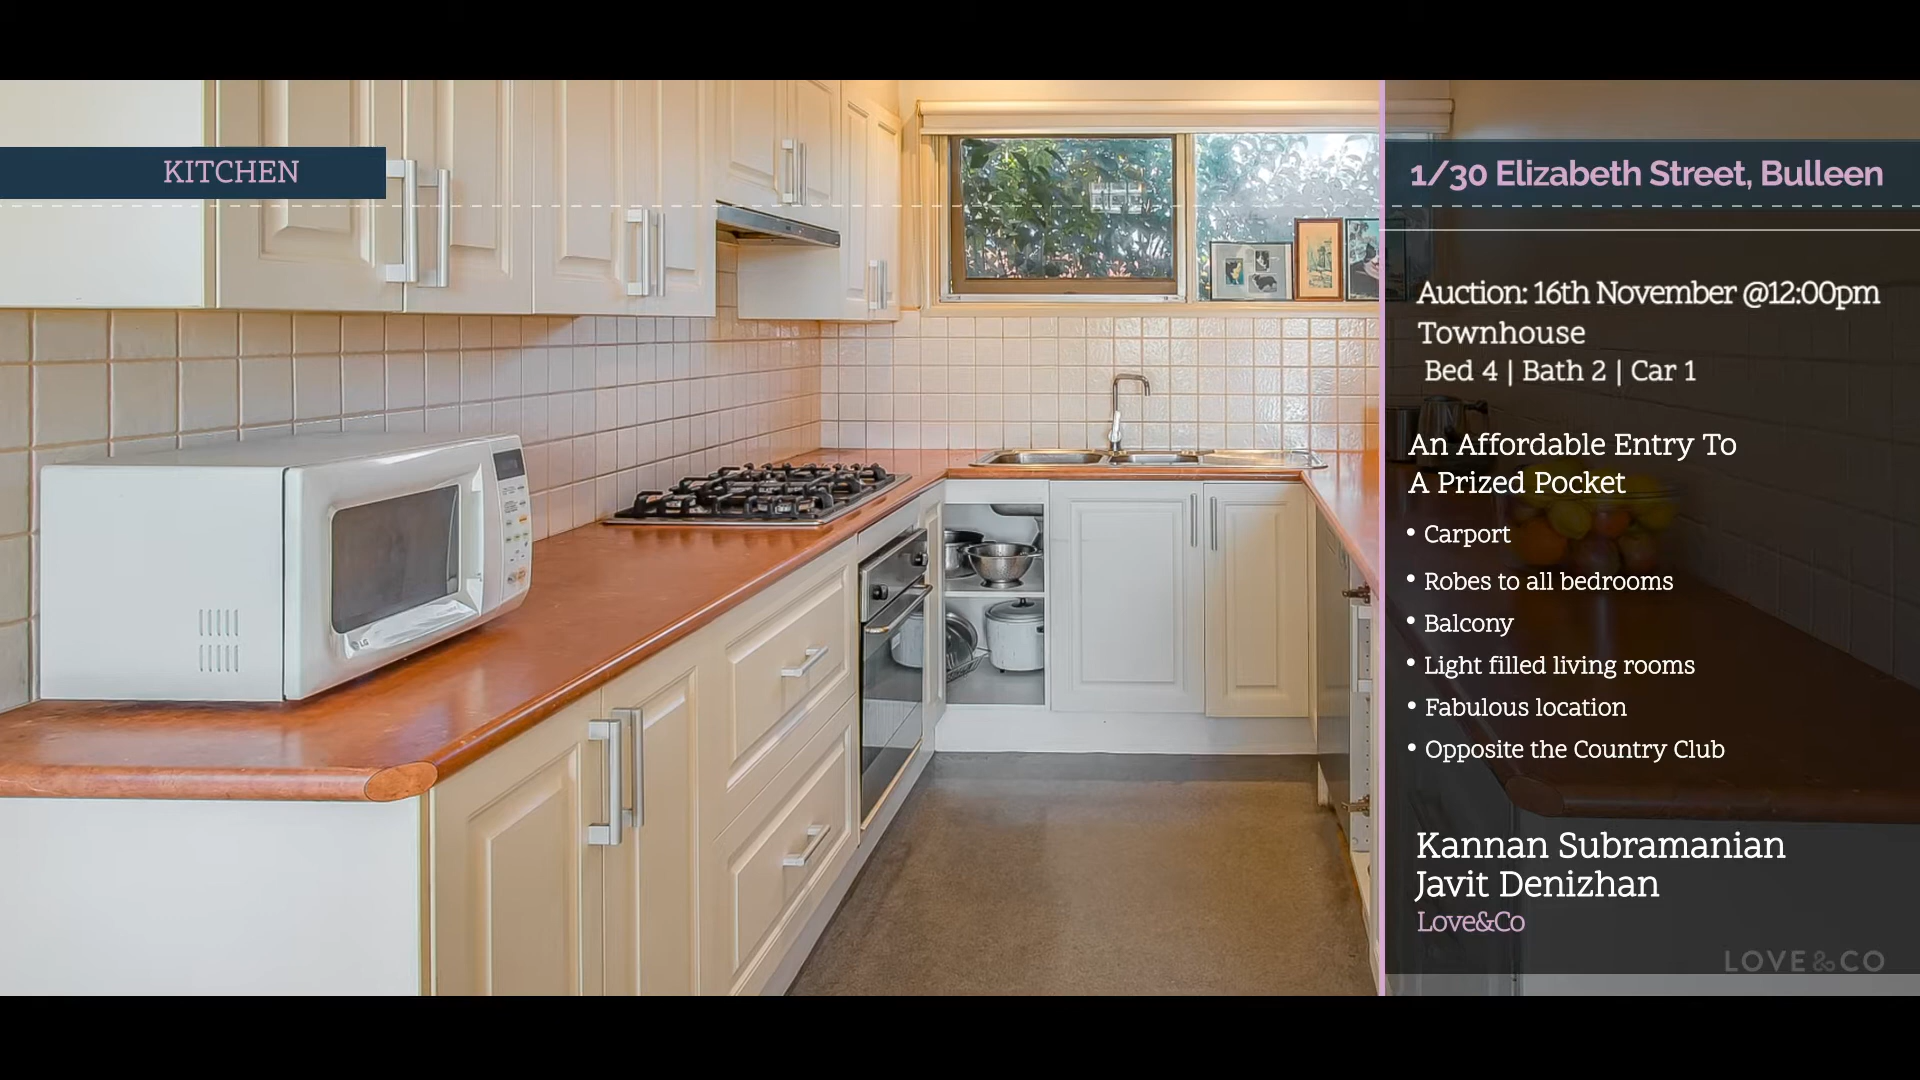 KITCHEN
1/30 Elizabeth Street, Bulleen
Auction: 16th November @12:00pm
Townhouse
Bed 4 | Bath 2 | Car 1
An Affordable Entry To
A Prized Pocket
• Carport
• Robes to all bedrooms
• Balcony
• Light filled living rooms
• Fabulous location
• Opposite the Country Club
Kannan Subramanian
Javit Denizhan
Love&Co
LOVE&CO
LG